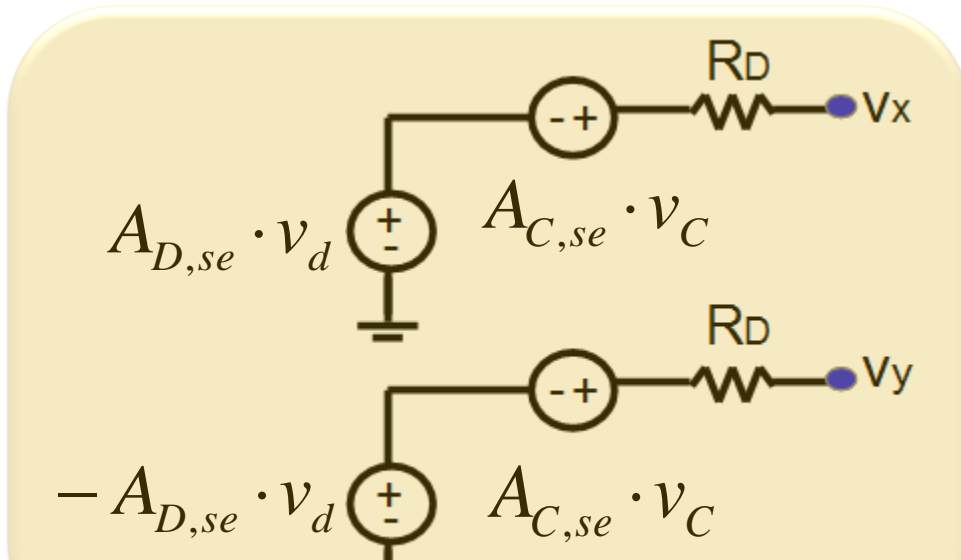 RD
- +
Vx
+
-
A_{D,se} · v_d
A_{C,se} · v_C
RD
- +
Vy
+
-
− A_{D,se} · v_d
A_{C,se} · v_C